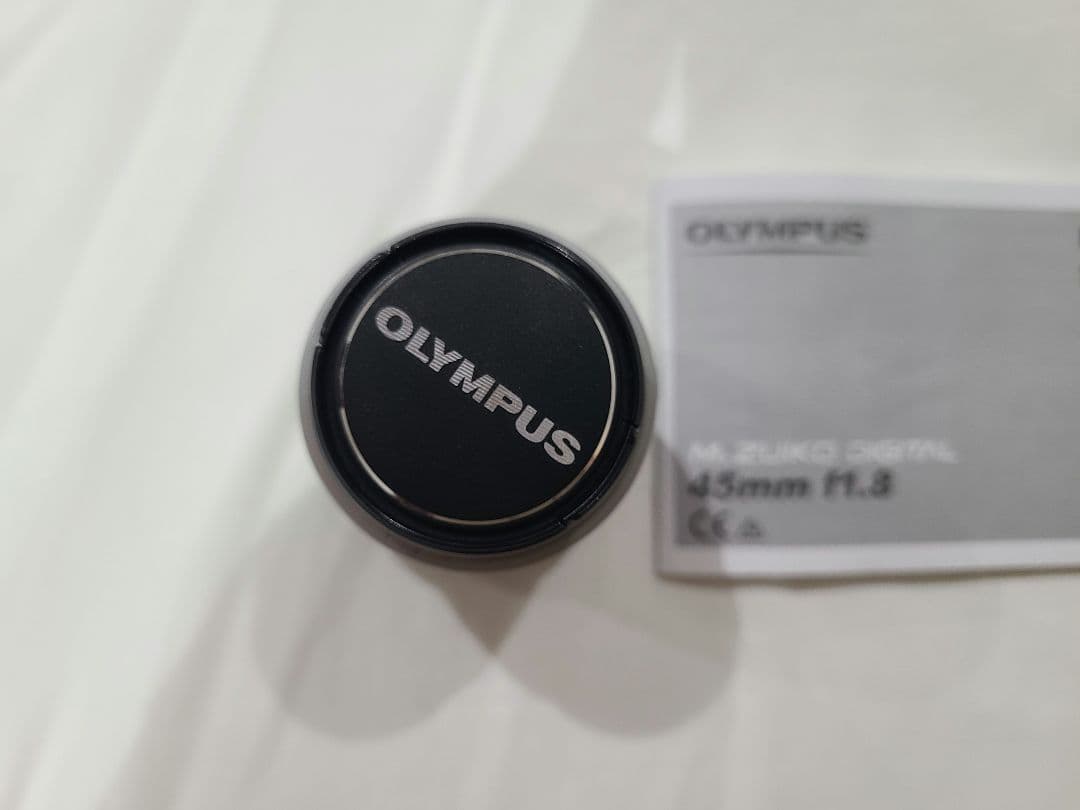 OLYMPUS
OLYMPUS
M.ZUIKO DIGITAL
45mm f1.8
CE